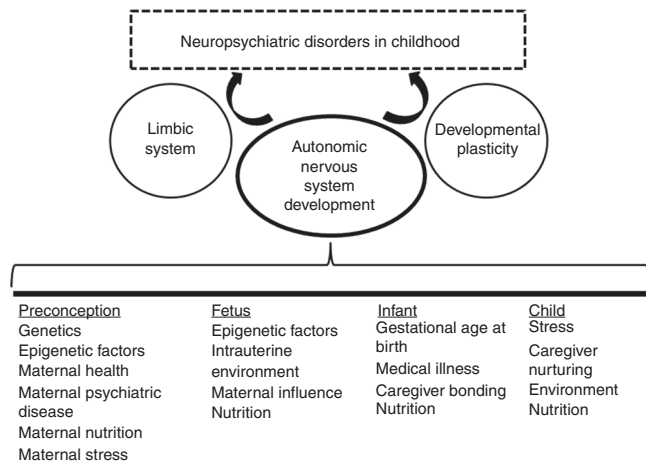 Neuropsychiatric disorders in childhood
Limbic
system
Autonomic
nervous
system
development
Developmental
plasticity
Preconception
Genetics
Epigenetic factors
Maternal health
Maternal psychiatric
disease
Maternal nutrition
Maternal stress
Fetus
Epigenetic factors
Intrauterine
environment
Maternal influence
Nutrition
Infant
Gestational age at
birth
Medical illness
Caregiver bonding
Nutrition
Child
Stress
Caregiver
nurturing
Environment
Nutrition